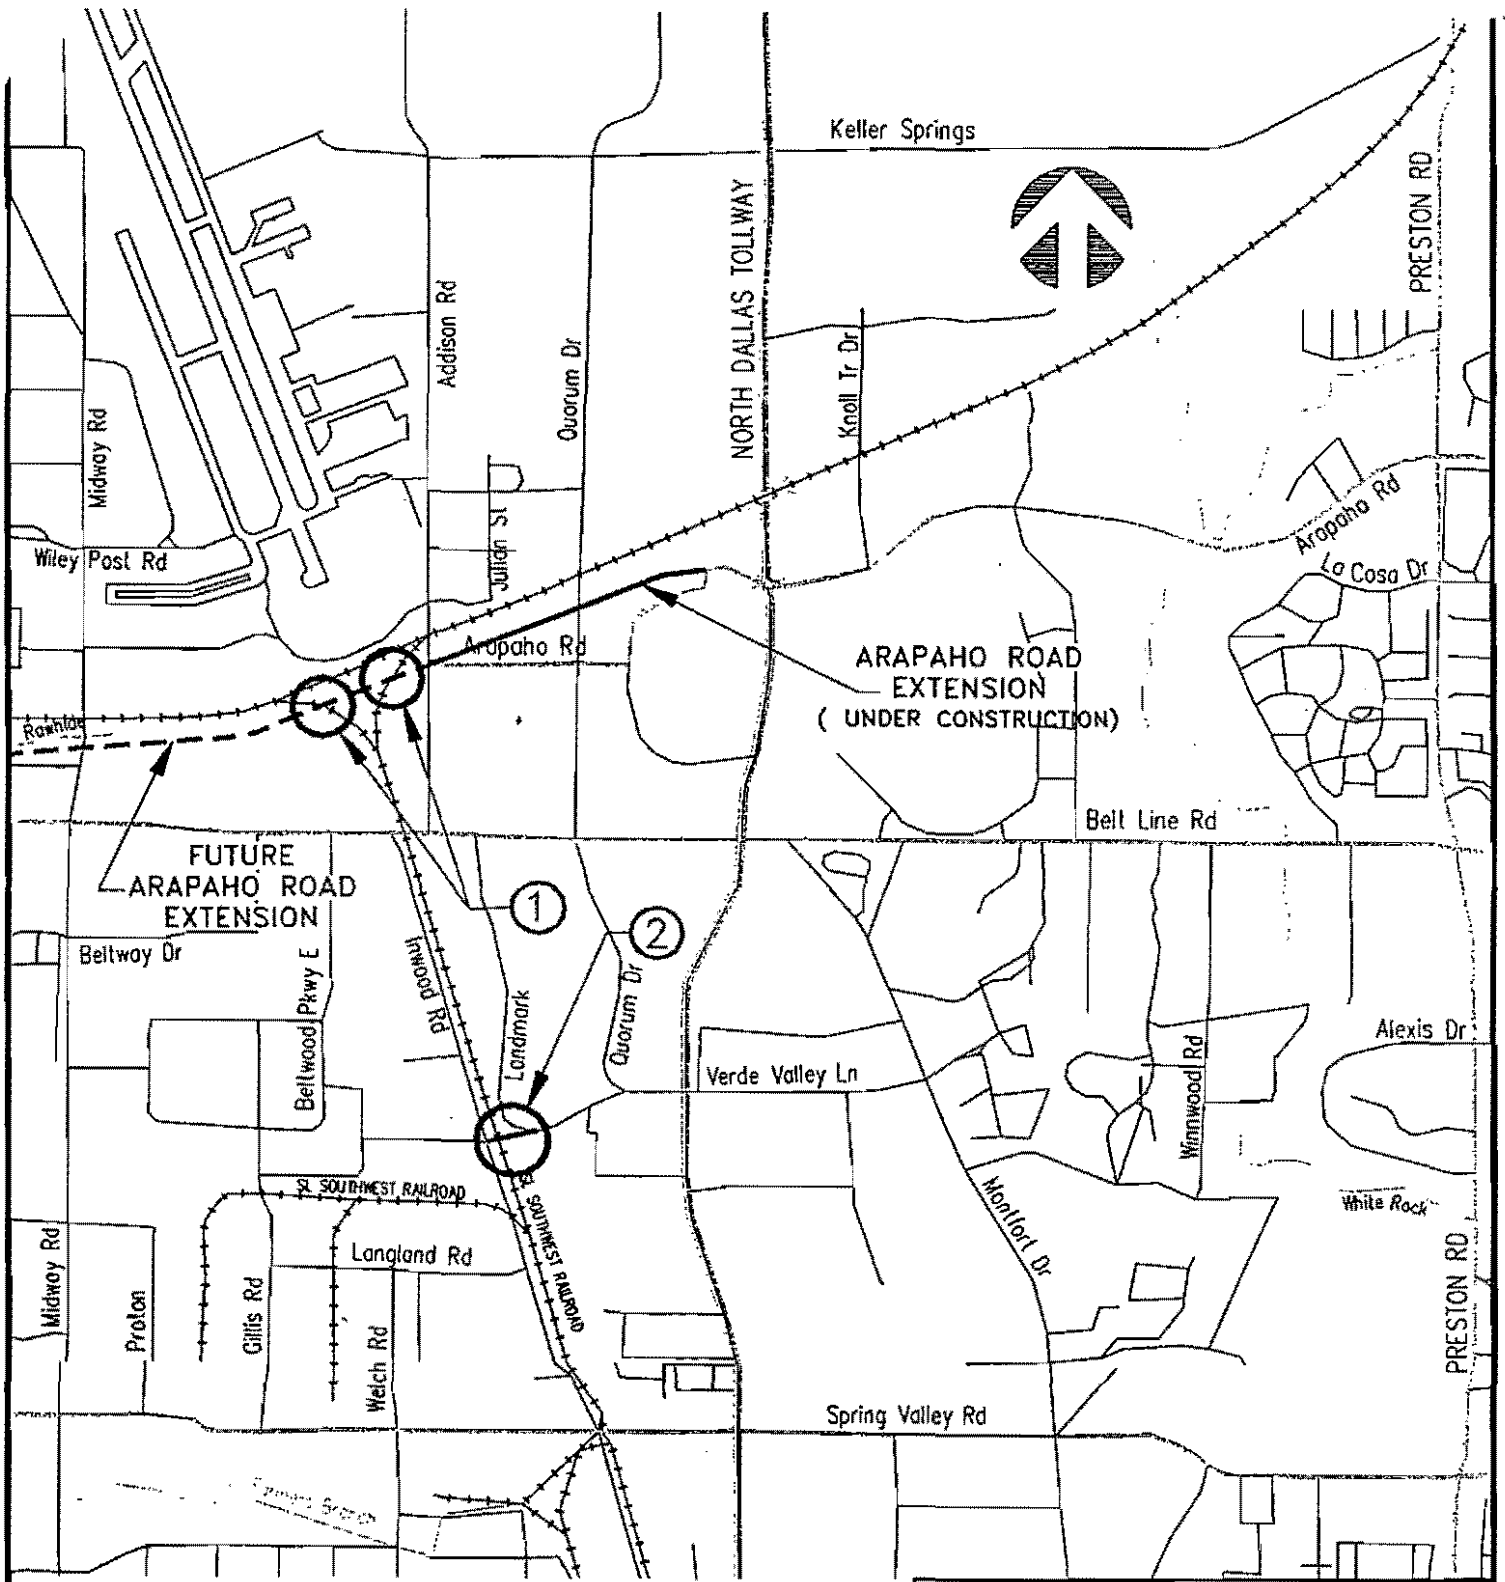 Keller Springs
PRESTON RD
NORTH DALLAS TOLLWAY
Addison Rd
Quorum Dr
Knoll Tr Dr
Midway Rd
Arapaho Rd
Julian St
Wiley Post Rd
La Cosa Dr
Arapaho Rd
ARAPAHO ROAD
EXTENSION
( UNDER CONSTRUCTION)
Rawhide
Belt Line Rd
FUTURE
ARAPAHO ROAD
EXTENSION
1
2
Beltway Dr
Inwood Rd
Beltwood Pkwy E
Landmark
Quorum Dr
Alexis Dr
Verde Valley Ln
Winnwood Rd
SL SOUTHWEST RAILROAD
SL SOUTHWEST RAILROAD
White Rock
Montfort Dr
Langland Rd
Midway Rd
Proton
Gillis Rd
Welch Rd
PRESTON RD
Spring Valley Rd
Branch